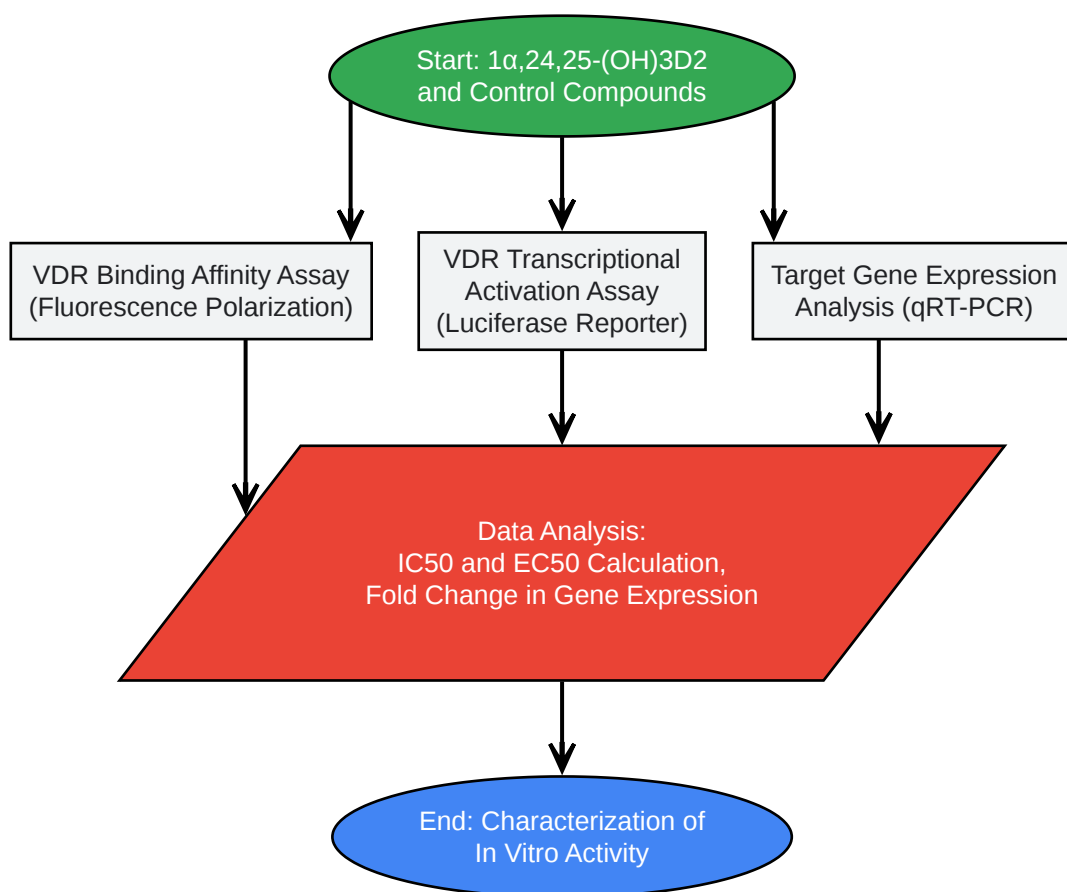 Start: 1α,24,25-(OH)3D2
and Control Compounds
VDR Binding Affinity Assay
(Fluorescence Polarization)
VDR Transcriptional
Activation Assay
(Luciferase Reporter)
Target Gene Expression
Analysis (qRT-PCR)
Data Analysis:
IC50 and EC50 Calculation,
Fold Change in Gene Expression
End: Characterization of
In Vitro Activity